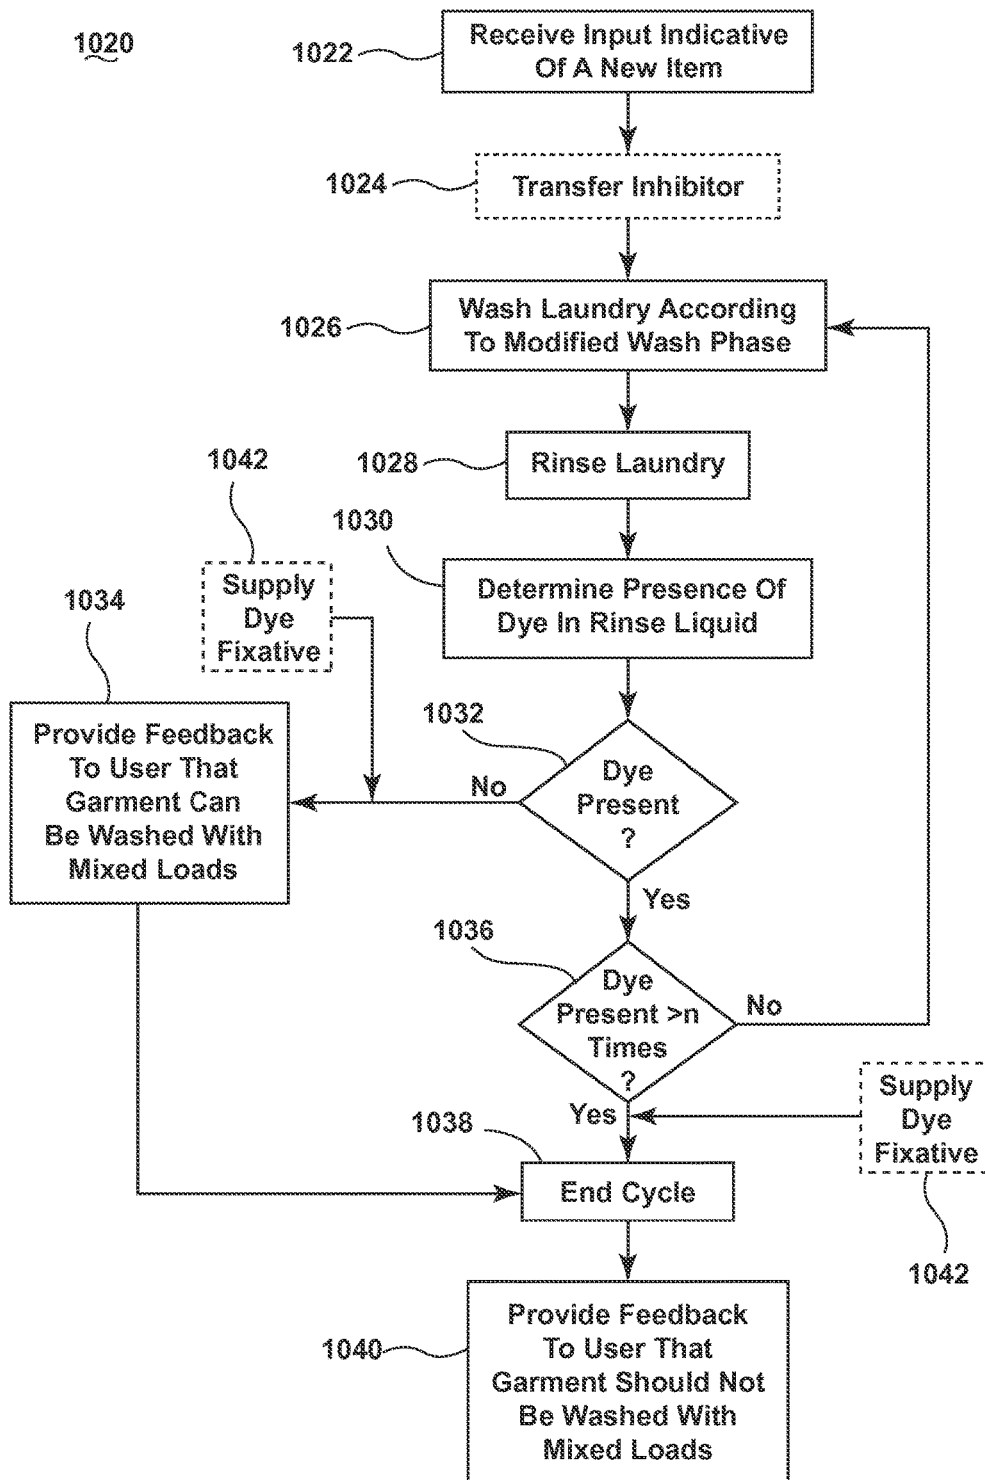 1020
1022
Receive Input Indicative
Of A New Item
1024
Transfer Inhibitor
1026
Wash Laundry According
To Modified Wash Phase
1028
Rinse Laundry
1042
Supply
Dye
Fixative
1030
Determine Presence Of
Dye In Rinse Liquid
1034
Provide Feedback
To User That
Garment Can
Be Washed With
Mixed Loads
1032
Dye
Present
?
No
Yes
1036
Dye
Present >n
Times
?
No
Yes
Supply
Dye
Fixative
1042
1038
End Cycle
1040
Provide Feedback
To User That
Garment Should Not
Be Washed With
Mixed Loads